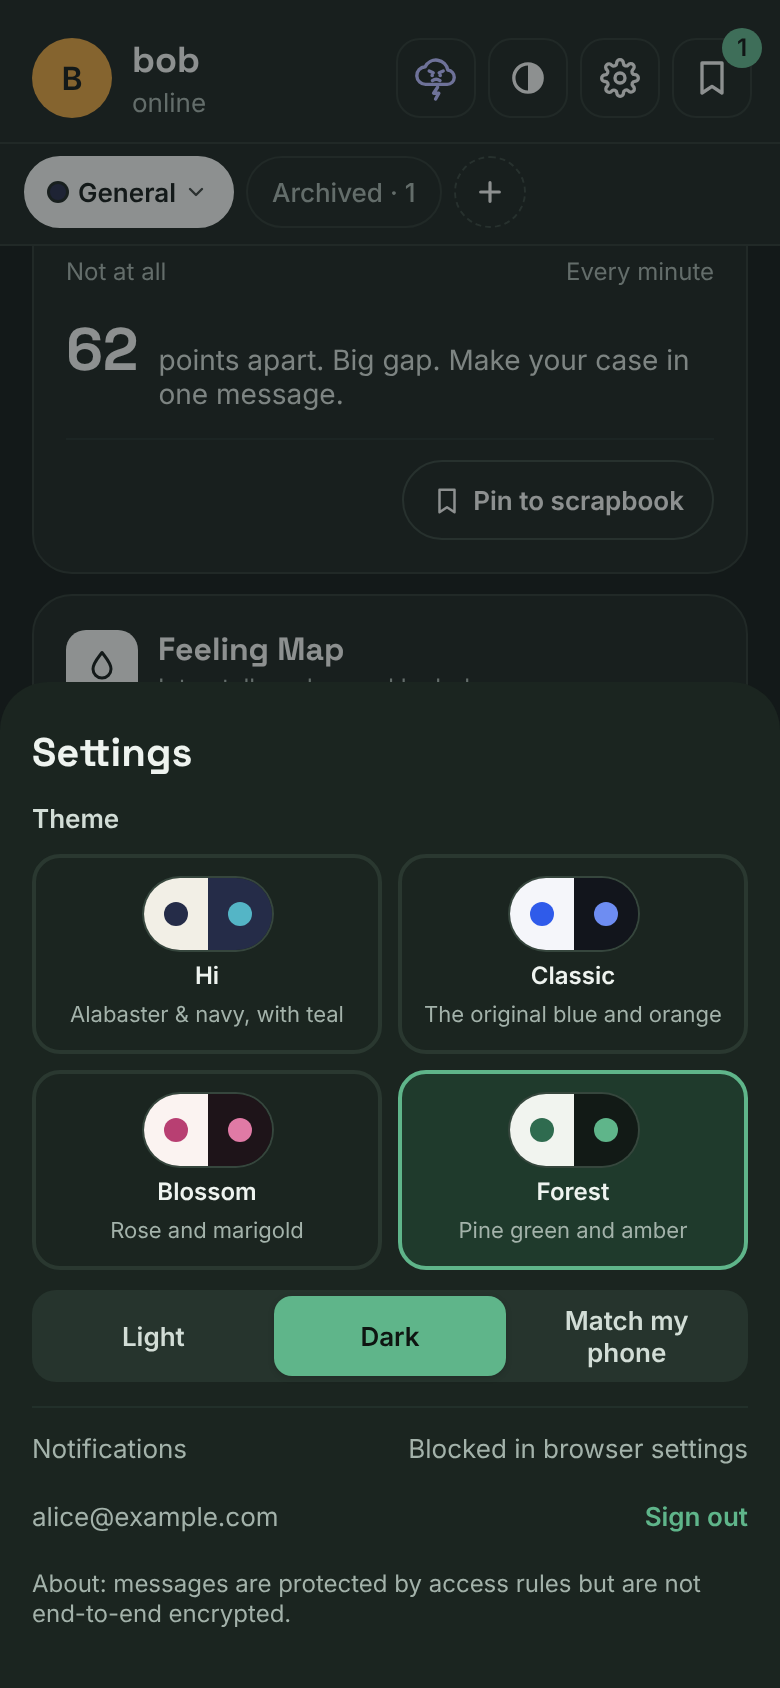 B
bob
online
1
General
Archived · 1
Not at all
Every minute
62 points apart. Big gap. Make your case in
one message.
Pin to scrapbook
Feeling Map
Settings
Theme
Hi
Alabaster & navy, with teal
Classic
The original blue and orange
Blossom
Rose and marigold
Forest
Pine green and amber
Light
Dark
Match my
phone
Notifications
Blocked in browser settings
alice@example.com
Sign out
About: messages are protected by access rules but are not
end-to-end encrypted.